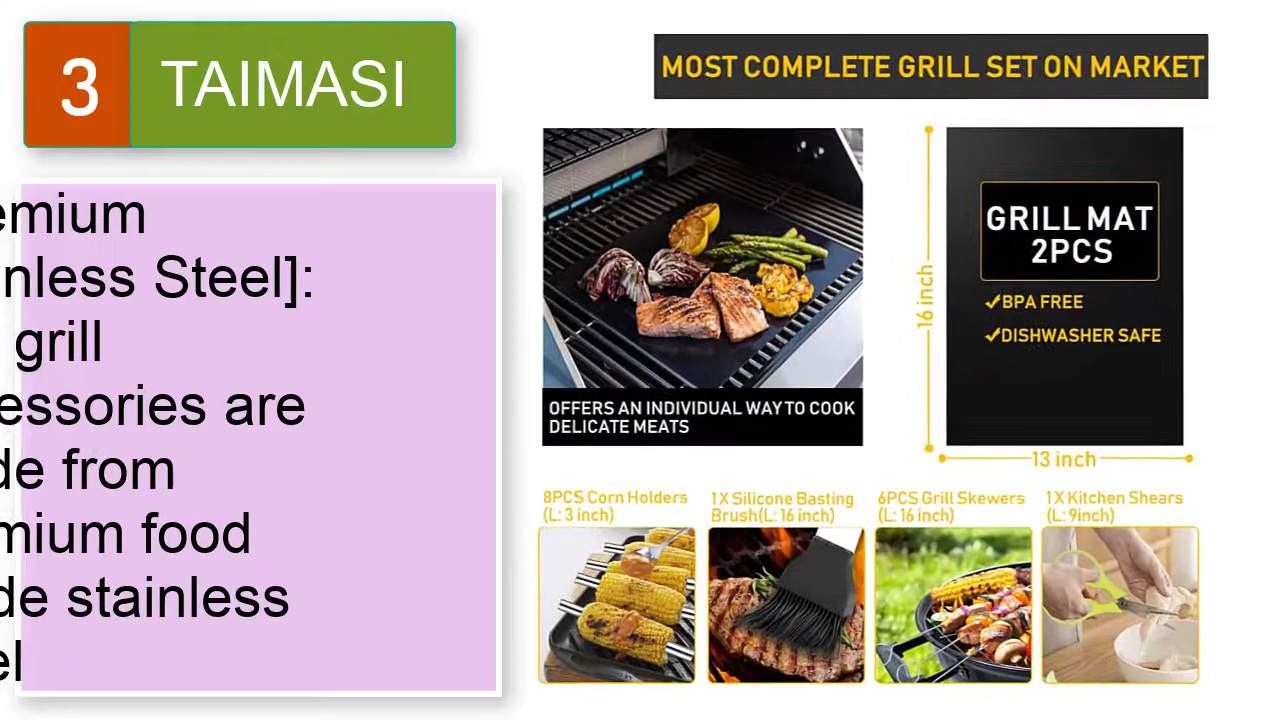 3
TAIMASI
emium
nless Steel]:
grill
essories are
de from
mium food
de stainless
el
MOST COMPLETE GRILL SET ON MARKET
OFFERS AN INDIVIDUAL WAY TO COOK
DELICATE MEATS
16 inch
GRILL MAT
2PCS
✓BPA FREE
✓DISHWASHER SAFE
13 inch
8PCS Corn Holders
(L: 3 inch)
1X Silicone Basting
Brush(L: 16 inch)
6PCS Grill Skewers
(L: 16 inch)
1X Kitchen Shears
(L: 9inch)